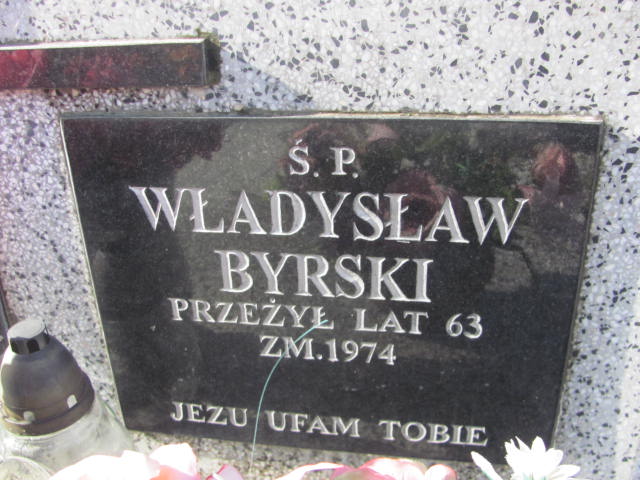 Ś. P.
WŁADYSŁAW
BYRSKI
PRZEŻYŁ LAT 63
ZM.1974
JEZU UFAM TOBIE